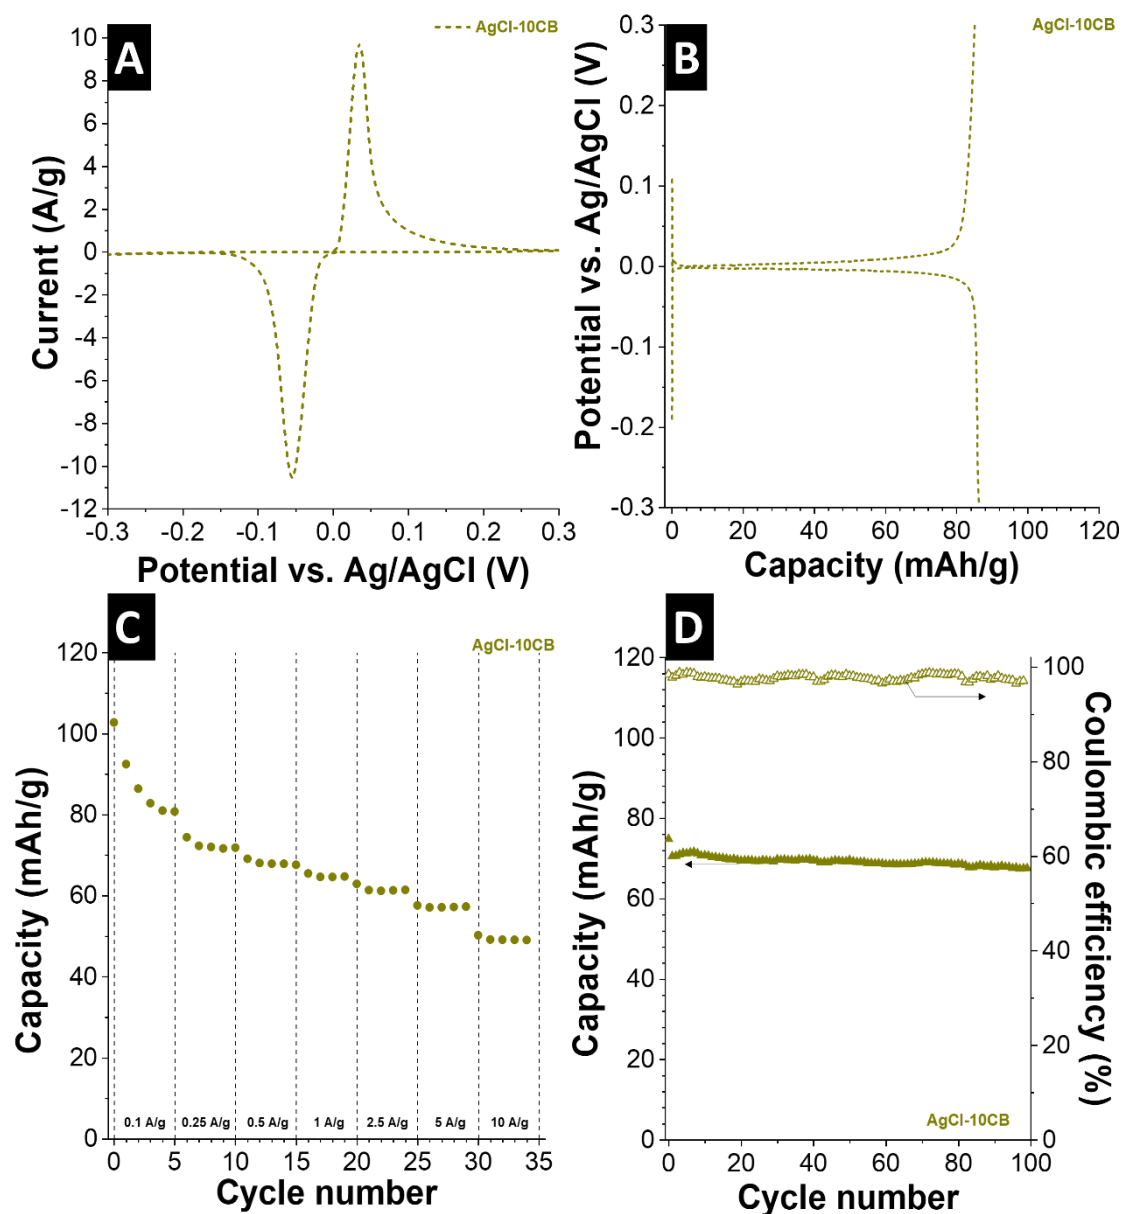 A
AgCl-10CB
10
8
6
4
2
0
-2
-4
-6
-8
-10
-12
Current (A/g)
-0.3
-0.2
-0.1
0.0
0.1
0.2
0.3
Potential vs. Ag/AgCl (V)
B
AgCl-10CB
0.3
0.2
0.1
0.0
-0.1
-0.2
-0.3
Potential vs. Ag/AgCl (V)
0
20
40
60
80
100
120
Capacity (mAh/g)
C
AgCl-10CB
120
100
80
60
40
20
0
Capacity (mAh/g)
0.1 A/g
0.25 A/g
0.5 A/g
1 A/g
2.5 A/g
5 A/g
10 A/g
0
5
10
15
20
25
30
35
Cycle number
D
120
100
80
60
40
20
0
Capacity (mAh/g)
100
80
60
40
20
0
Coulombic efficiency (%)
AgCl-10CB
0
20
40
60
80
100
Cycle number